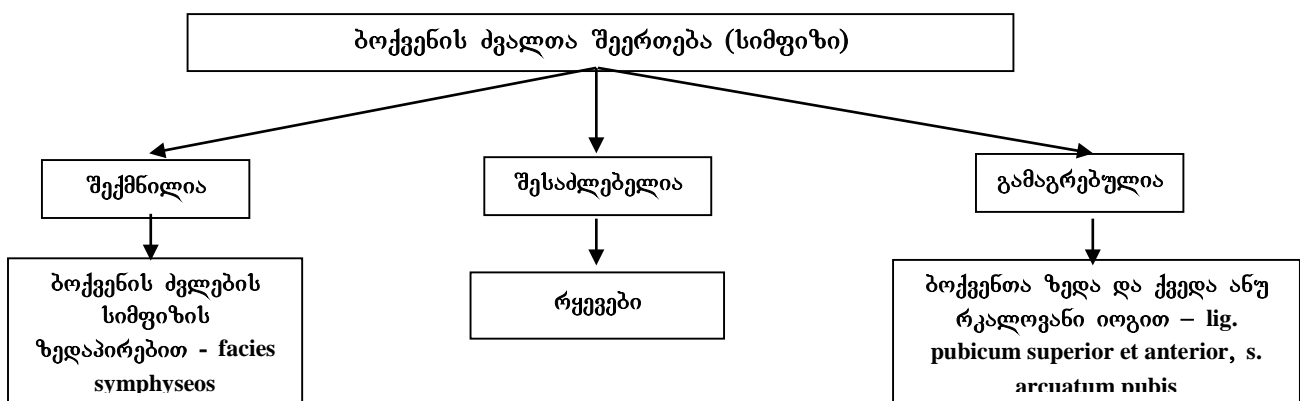 ბოქვენის ძვალთა შეერთება (სიმფიზი)
შექმნილია
შესაძლებელია
გამაგრებულია
ბოქვენის ძვლების
სიმფიზის
ზედაპირებით - facies
symphyseos
რყევები
ბოქვენთა ზედა და ქვედა ანუ
რკალოვანი იოგით – lig.
pubicum superior et anterior, s.
arcuatum pubis